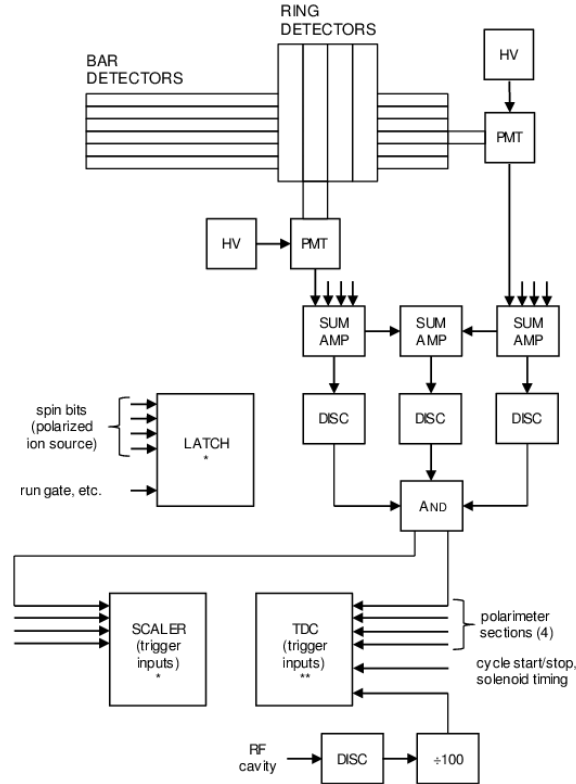 RING
DETECTORS
BAR
DETECTORS
HV
PMT
HV
PMT
SUM
AMP
SUM
AMP
SUM
AMP
DISC
DISC
DISC
spin bits
(polarized
ion source)
LATCH
*
run gate, etc.
AND
SCALER
(trigger
inputs)
*
TDC
(trigger
inputs)
**
polarimeter
sections (4)
cycle start/stop,
solenoid timing
RF
cavity
DISC
÷100